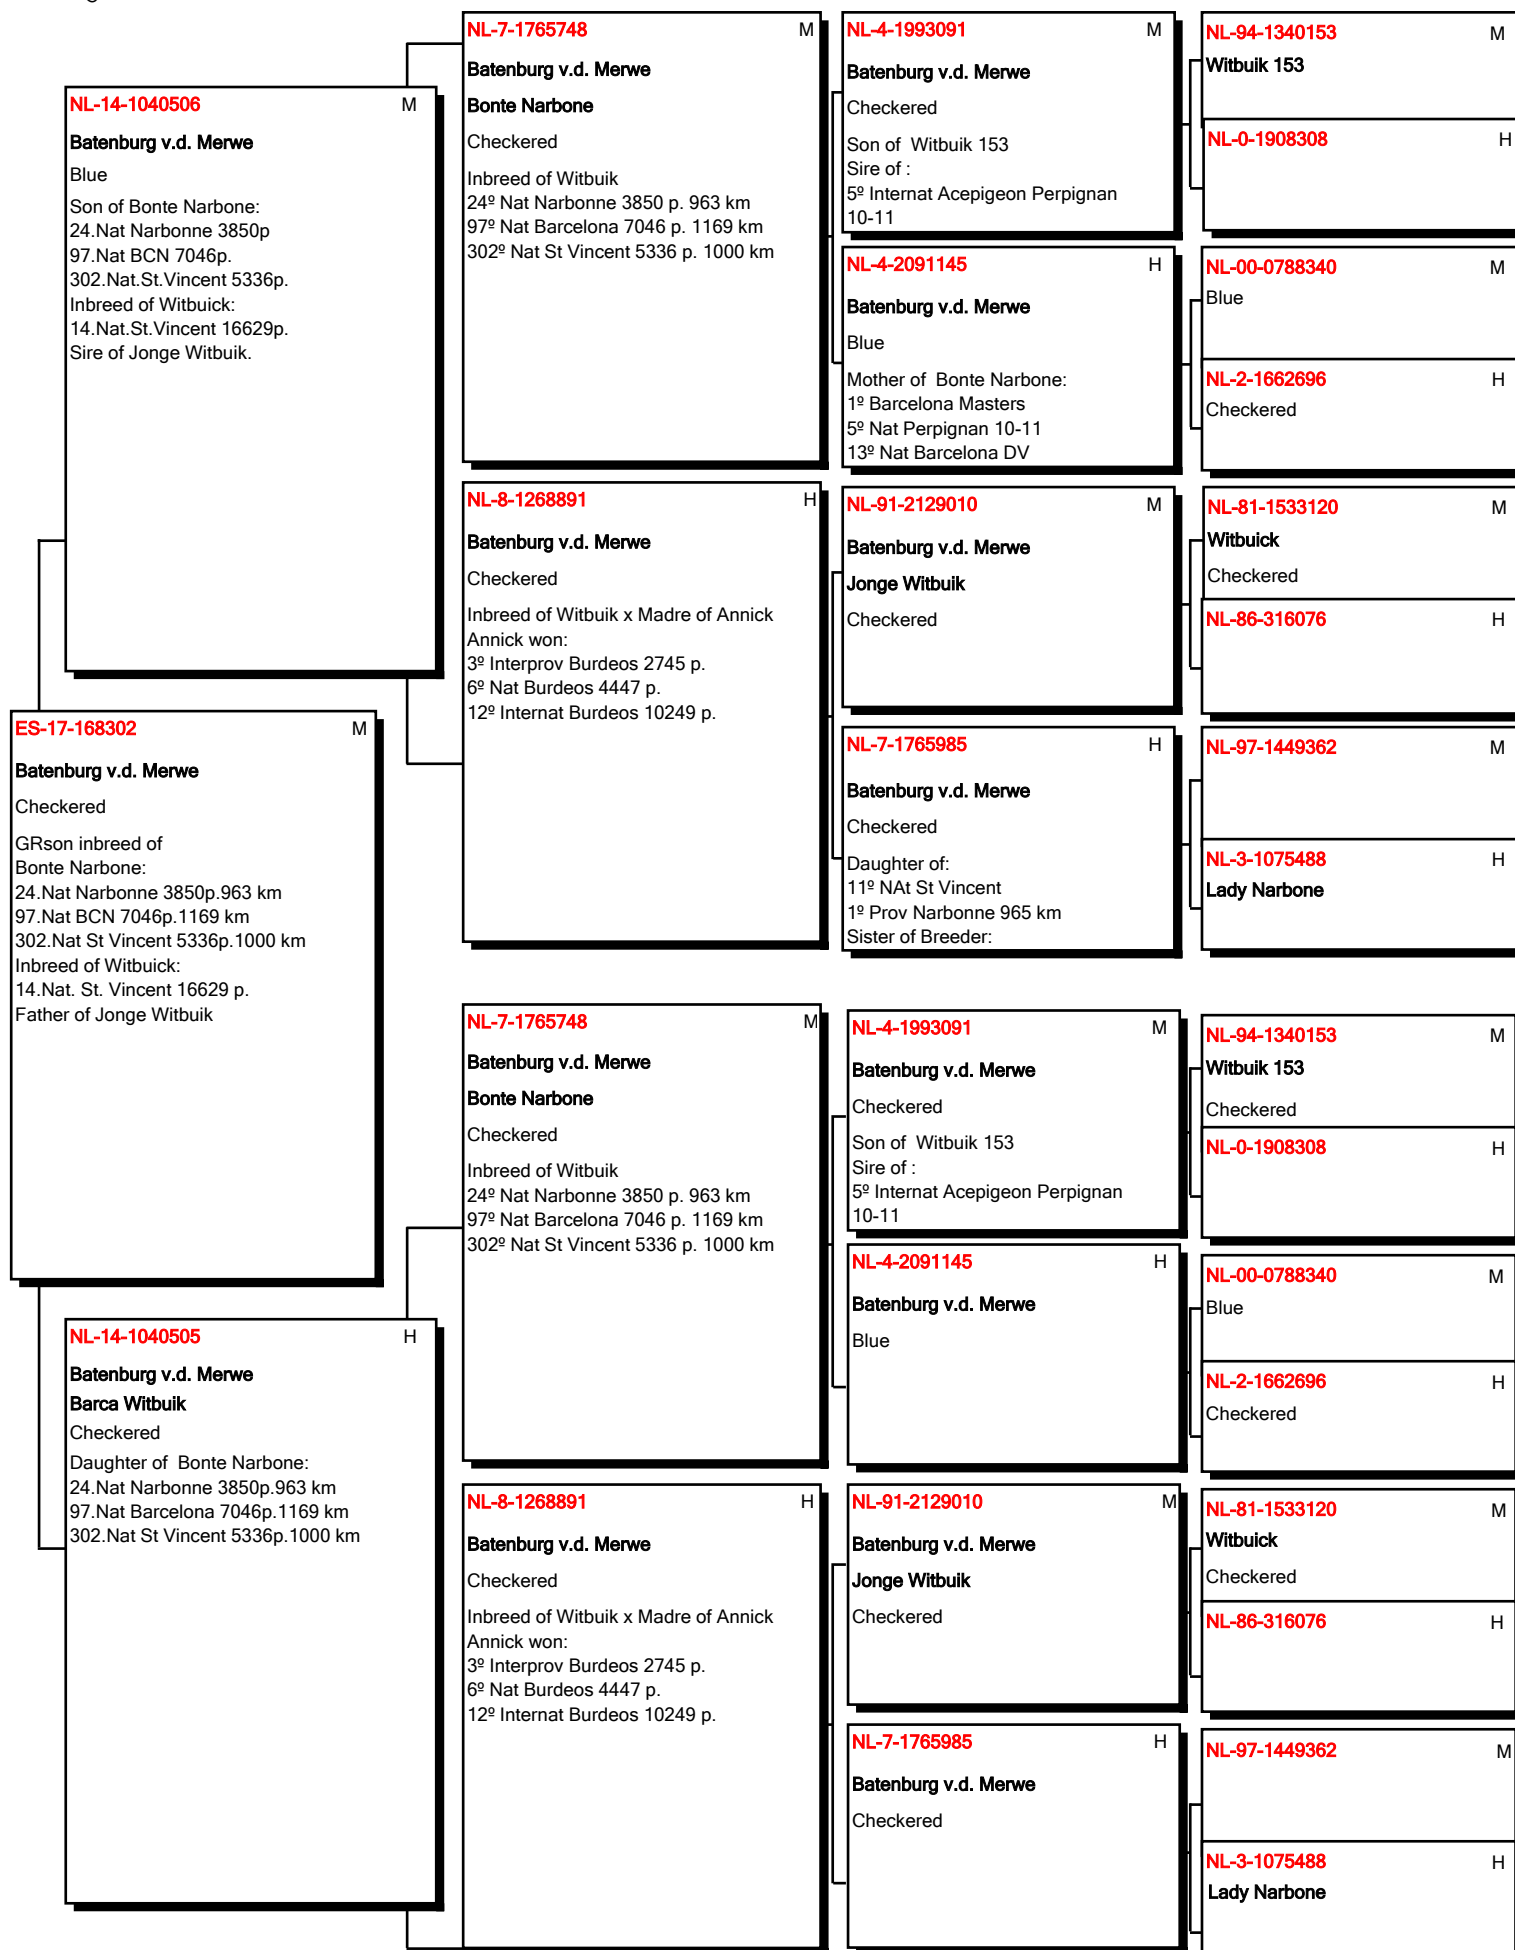 ES-17-168302 M
Batenburg v.d. Merwe
Checkered
GRson inbreed of
Bonte Narbone:
24.Nat Narbonne 3850p.963 km
97.Nat BCN 7046p.1169 km
302.Nat St Vincent 5336p.1000 km
Inbreed of Witbuick:
14.Nat. St. Vincent 16629 p.
Father of Jonge Witbuik
NL-14-1040506 M
Batenburg v.d. Merwe
Blue
Son of Bonte Narbone:
24.Nat Narbonne 3850p
97.Nat BCN 7046p.
302.Nat.St.Vincent 5336p.
Inbreed of Witbuick:
14.Nat.St.Vincent 16629p.
Sire of Jonge Witbuik.
NL-14-1040505 H
Batenburg v.d. Merwe
Barca Witbuik
Checkered
Daughter of Bonte Narbone:
24.Nat Narbonne 3850p.963 km
97.Nat Barcelona 7046p.1169 km
302.Nat St Vincent 5336p.1000 km
NL-7-1765748 M
Batenburg v.d. Merwe
Bonte Narbone
Checkered
Inbreed of Witbuik
24º Nat Narbonne 3850 p. 963 km
97º Nat Barcelona 7046 p. 1169 km
302º Nat St Vincent 5336 p. 1000 km
NL-8-1268891 H
Batenburg v.d. Merwe
Checkered
Inbreed of Witbuik x Madre of Annick
Annick won:
3º Interprov Burdeos 2745 p.
6º Nat Burdeos 4447 p.
12º Internat Burdeos 10249 p.
NL-7-1765748 M
Batenburg v.d. Merwe
Bonte Narbone
Checkered
Inbreed of Witbuik
24º Nat Narbonne 3850 p. 963 km
97º Nat Barcelona 7046 p. 1169 km
302º Nat St Vincent 5336 p. 1000 km
NL-8-1268891 H
Batenburg v.d. Merwe
Checkered
Inbreed of Witbuik x Madre of Annick
Annick won:
3º Interprov Burdeos 2745 p.
6º Nat Burdeos 4447 p.
12º Internat Burdeos 10249 p.
NL-4-1993091 M
Batenburg v.d. Merwe
Checkered
Son of Witbuik 153
Sire of :
5º Internat Acepigeon Perpignan
10-11
NL-4-2091145 H
Batenburg v.d. Merwe
Blue
Mother of Bonte Narbone:
1º Barcelona Masters
5º Nat Perpignan 10-11
13º Nat Barcelona DV
NL-91-2129010 M
Batenburg v.d. Merwe
Jonge Witbuik
Checkered
NL-7-1765985 H
Batenburg v.d. Merwe
Checkered
Daughter of:
11º NAt St Vincent
1º Prov Narbonne 965 km
Sister of Breeder:
NL-4-1993091 M
Batenburg v.d. Merwe
Checkered
Son of Witbuik 153
Sire of :
5º Internat Acepigeon Perpignan
10-11
NL-4-2091145 H
Batenburg v.d. Merwe
Blue
NL-91-2129010 M
Batenburg v.d. Merwe
Jonge Witbuik
Checkered
NL-7-1765985 H
Batenburg v.d. Merwe
Checkered
NL-94-1340153 M
Witbuik 153
NL-0-1908308 H
NL-00-0788340 M
Blue
NL-2-1662696 H
Checkered
NL-81-1533120 M
Witbuick
Checkered
NL-86-316076 H
NL-97-1449362 M
NL-3-1075488 H
Lady Narbone
NL-94-1340153 M
Witbuik 153
Checkered
NL-0-1908308 H
NL-00-0788340 M
Blue
NL-2-1662696 H
Checkered
NL-81-1533120 M
Witbuick
Checkered
NL-86-316076 H
NL-97-1449362 M
NL-3-1075488 H
Lady Narbone